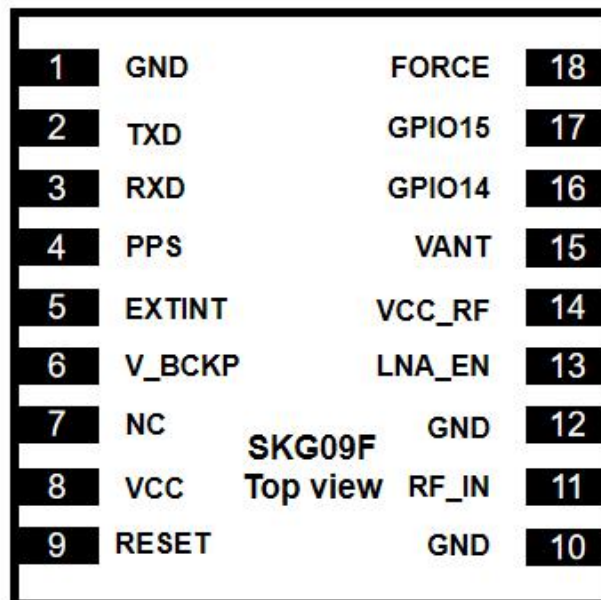 1 GND FORCE 18
2 TXD GPIO15 17
3 RXD GPIO14 16
4 PPS VANT 15
5 EXTINT VCC_RF 14
6 V_BCKP LNA_EN 13
7 NC GND 12
SKG09F
8 VCC Top view RF_IN 11
9 RESET GND 10